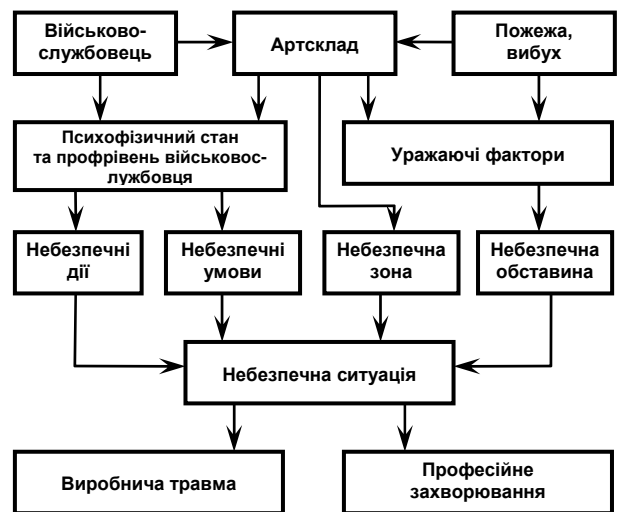 Військово-
службовець
Артсклад
Пожежа,
вибух
Психофізичний стан
та профрівень військовос-
лужбовця
Уражаючі фактори
Небезпечні
дії
Небезпечні
умови
Небезпечна
зона
Небезпечна
обставина
Небезпечна ситуація
Виробнича травма
Професійне
захворювання